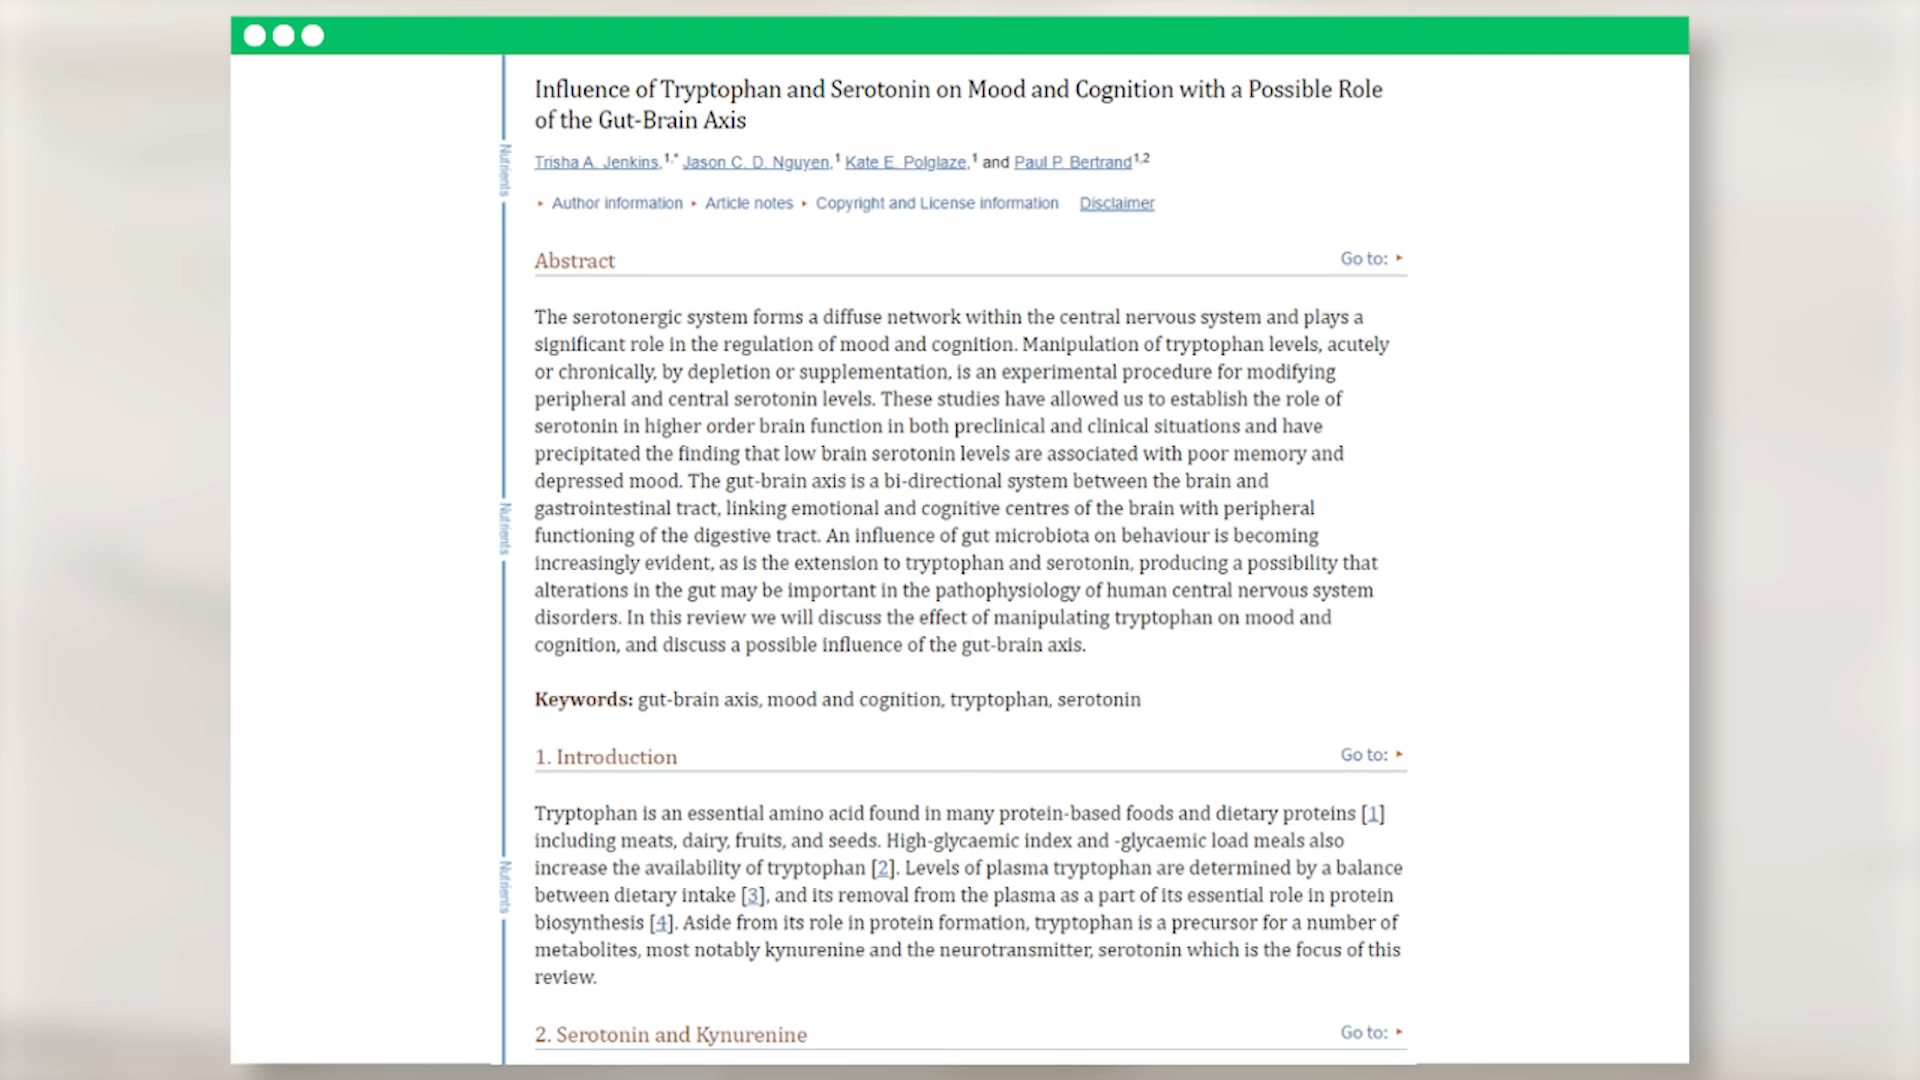 Influence of Tryptophan and Serotonin on Mood and Cognition with a Possible Role
of the Gut-Brain Axis
Trisha A. Jenkins,1,* Jason C. D. Nguyen,1 Kate E. Polglaze,1 and Paul P. Bertrand1,2
Author information Article notes Copyright and License information Disclaimer
Abstract Go to:
The serotonergic system forms a diffuse network within the central nervous system and plays a
significant role in the regulation of mood and cognition. Manipulation of tryptophan levels, acutely
or chronically, by depletion or supplementation, is an experimental procedure for modifying
peripheral and central serotonin levels. These studies have allowed us to establish the role of
serotonin in higher order brain function in both preclinical and clinical situations and have
precipitated the finding that low brain serotonin levels are associated with poor memory and
depressed mood. The gut-brain axis is a bi-directional system between the brain and
gastrointestinal tract, linking emotional and cognitive centres of the brain with peripheral
functioning of the digestive tract. An influence of gut microbiota on behaviour is becoming
increasingly evident, as is the extension to tryptophan and serotonin, producing a possibility that
alterations in the gut may be important in the pathophysiology of human central nervous system
disorders. In this review we will discuss the effect of manipulating tryptophan on mood and
cognition, and discuss a possible influence of the gut-brain axis.
Keywords: gut-brain axis, mood and cognition, tryptophan, serotonin
1. Introduction Go to:
Tryptophan is an essential amino acid found in many protein-based foods and dietary proteins [1]
including meats, dairy, fruits, and seeds. High-glycaemic index and -glycaemic load meals also
increase the availability of tryptophan [2]. Levels of plasma tryptophan are determined by a balance
between dietary intake [3], and its removal from the plasma as a part of its essential role in protein
biosynthesis [4]. Aside from its role in protein formation, tryptophan is a precursor for a number of
metabolites, most notably kynurenine and the neurotransmitter, serotonin which is the focus of this
review.
2. Serotonin and Kynurenine Go to:
Nutrients
Nutrients
Nutrients